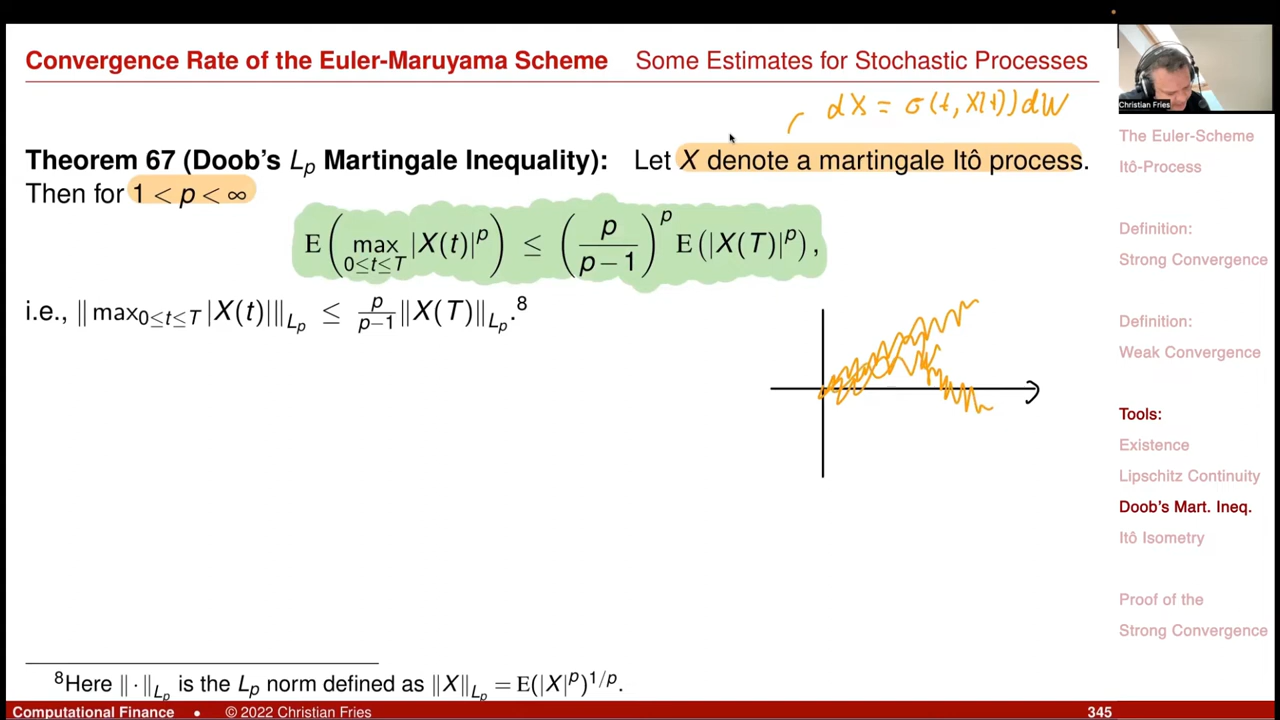 Convergence Rate of the Euler-Maruyama Scheme Some Estimates for Stochastic Processes
dX = σ(t, X(t)) dW
Theorem 67 (Doob's Lₚ Martingale Inequality): Let X denote a martingale Itô process.
Then for 1 < p < ∞
E( max_{0≤t≤T} |X(t)|^p ) ≤ ( p/(p−1) )^p E(|X(T)|^p),
i.e., ‖ max_{0≤t≤T} |X(t)| ‖_{Lₚ} ≤ p/(p−1) ‖X(T)‖_{Lₚ}.⁸
⁸Here ‖ · ‖_{Lₚ} is the Lₚ norm defined as ‖X‖_{Lₚ} = E(|X|^p)^{1/p}.
Computational Finance • © 2022 Christian Fries 345
Christian Fries
The Euler-Scheme
Itô-Process
Definition:
Strong Convergence
Definition:
Weak Convergence
Tools:
Existence
Lipschitz Continuity
Doob's Mart. Ineq.
Itô Isometry
Proof of the
Strong Convergence